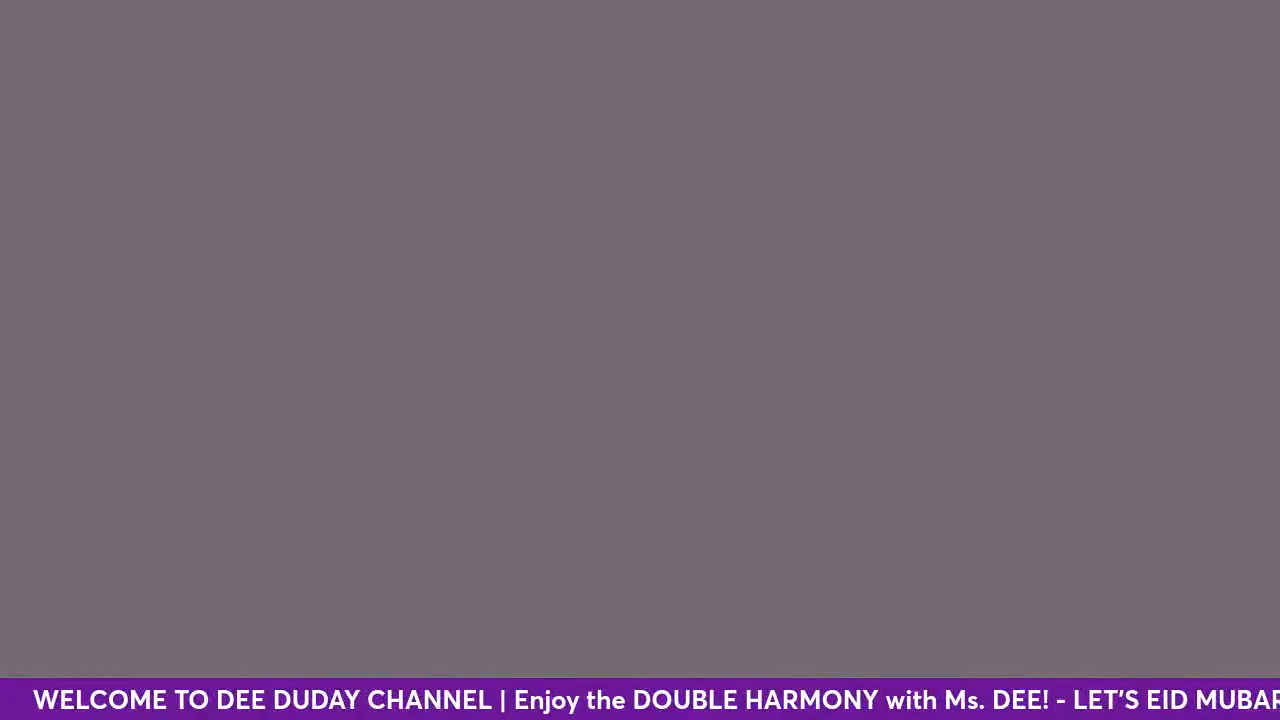 WELCOME TO DEE DUDAY CHANNEL | Enjoy the DOUBLE HARMONY with Ms. DEE! - LET'S EID